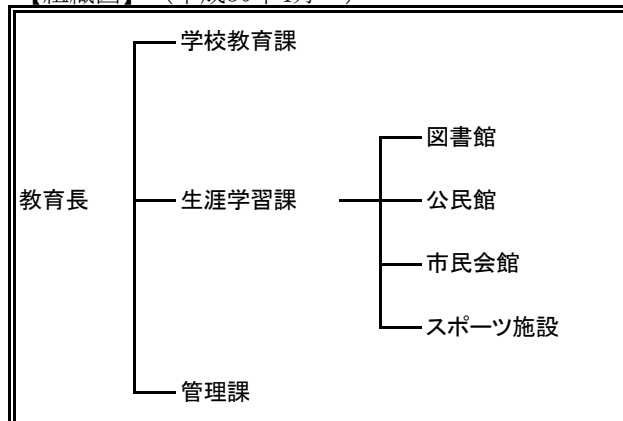 学校教育課
図書館
教育長
生涯学習課
公民館
市民会館
スポーツ施設
管理課